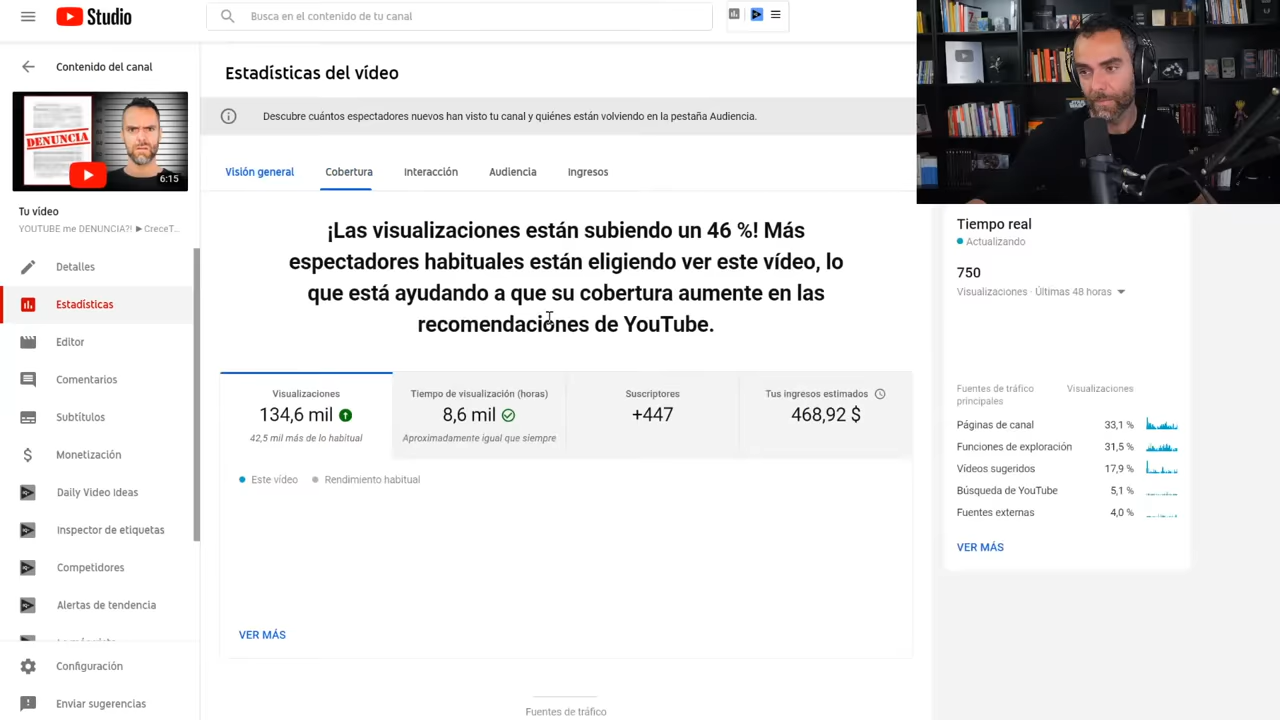 Studio
Busca en el contenido de tu canal
Contenido del canal
DENUNCIA
6:15
Tu vídeo
YOUTUBE me DENUNCIA?! ►CreceT...
Detalles
Estadísticas
Editor
Comentarios
Subtítulos
Monetización
Daily Video Ideas
Inspector de etiquetas
Competidores
Alertas de tendencia
Configuración
Enviar sugerencias
Estadísticas del vídeo
Descubre cuántos espectadores nuevos han visto tu canal y quiénes están volviendo en la pestaña Audiencia.
Visión general
Cobertura
Interacción
Audiencia
Ingresos
¡Las visualizaciones están subiendo un 46 %! Más
espectadores habituales están eligiendo ver este vídeo, lo
que está ayudando a que su cobertura aumente en las
recomendaciones de YouTube.
Visualizaciones
134,6 mil
42,5 mil más de lo habitual
Tiempo de visualización (horas)
8,6 mil
Aproximadamente igual que siempre
Suscriptores
+447
Tus ingresos estimados
468,92 $
Este vídeo
Rendimiento habitual
VER MÁS
Fuentes de tráfico
Tiempo real
Actualizando
750
Visualizaciones · Últimas 48 horas
Fuentes de tráfico
principales
Visualizaciones
Páginas de canal 33,1 %
Funciones de exploración 31,5 %
Vídeos sugeridos 17,9 %
Búsqueda de YouTube 5,1 %
Fuentes externas 4,0 %
VER MÁS